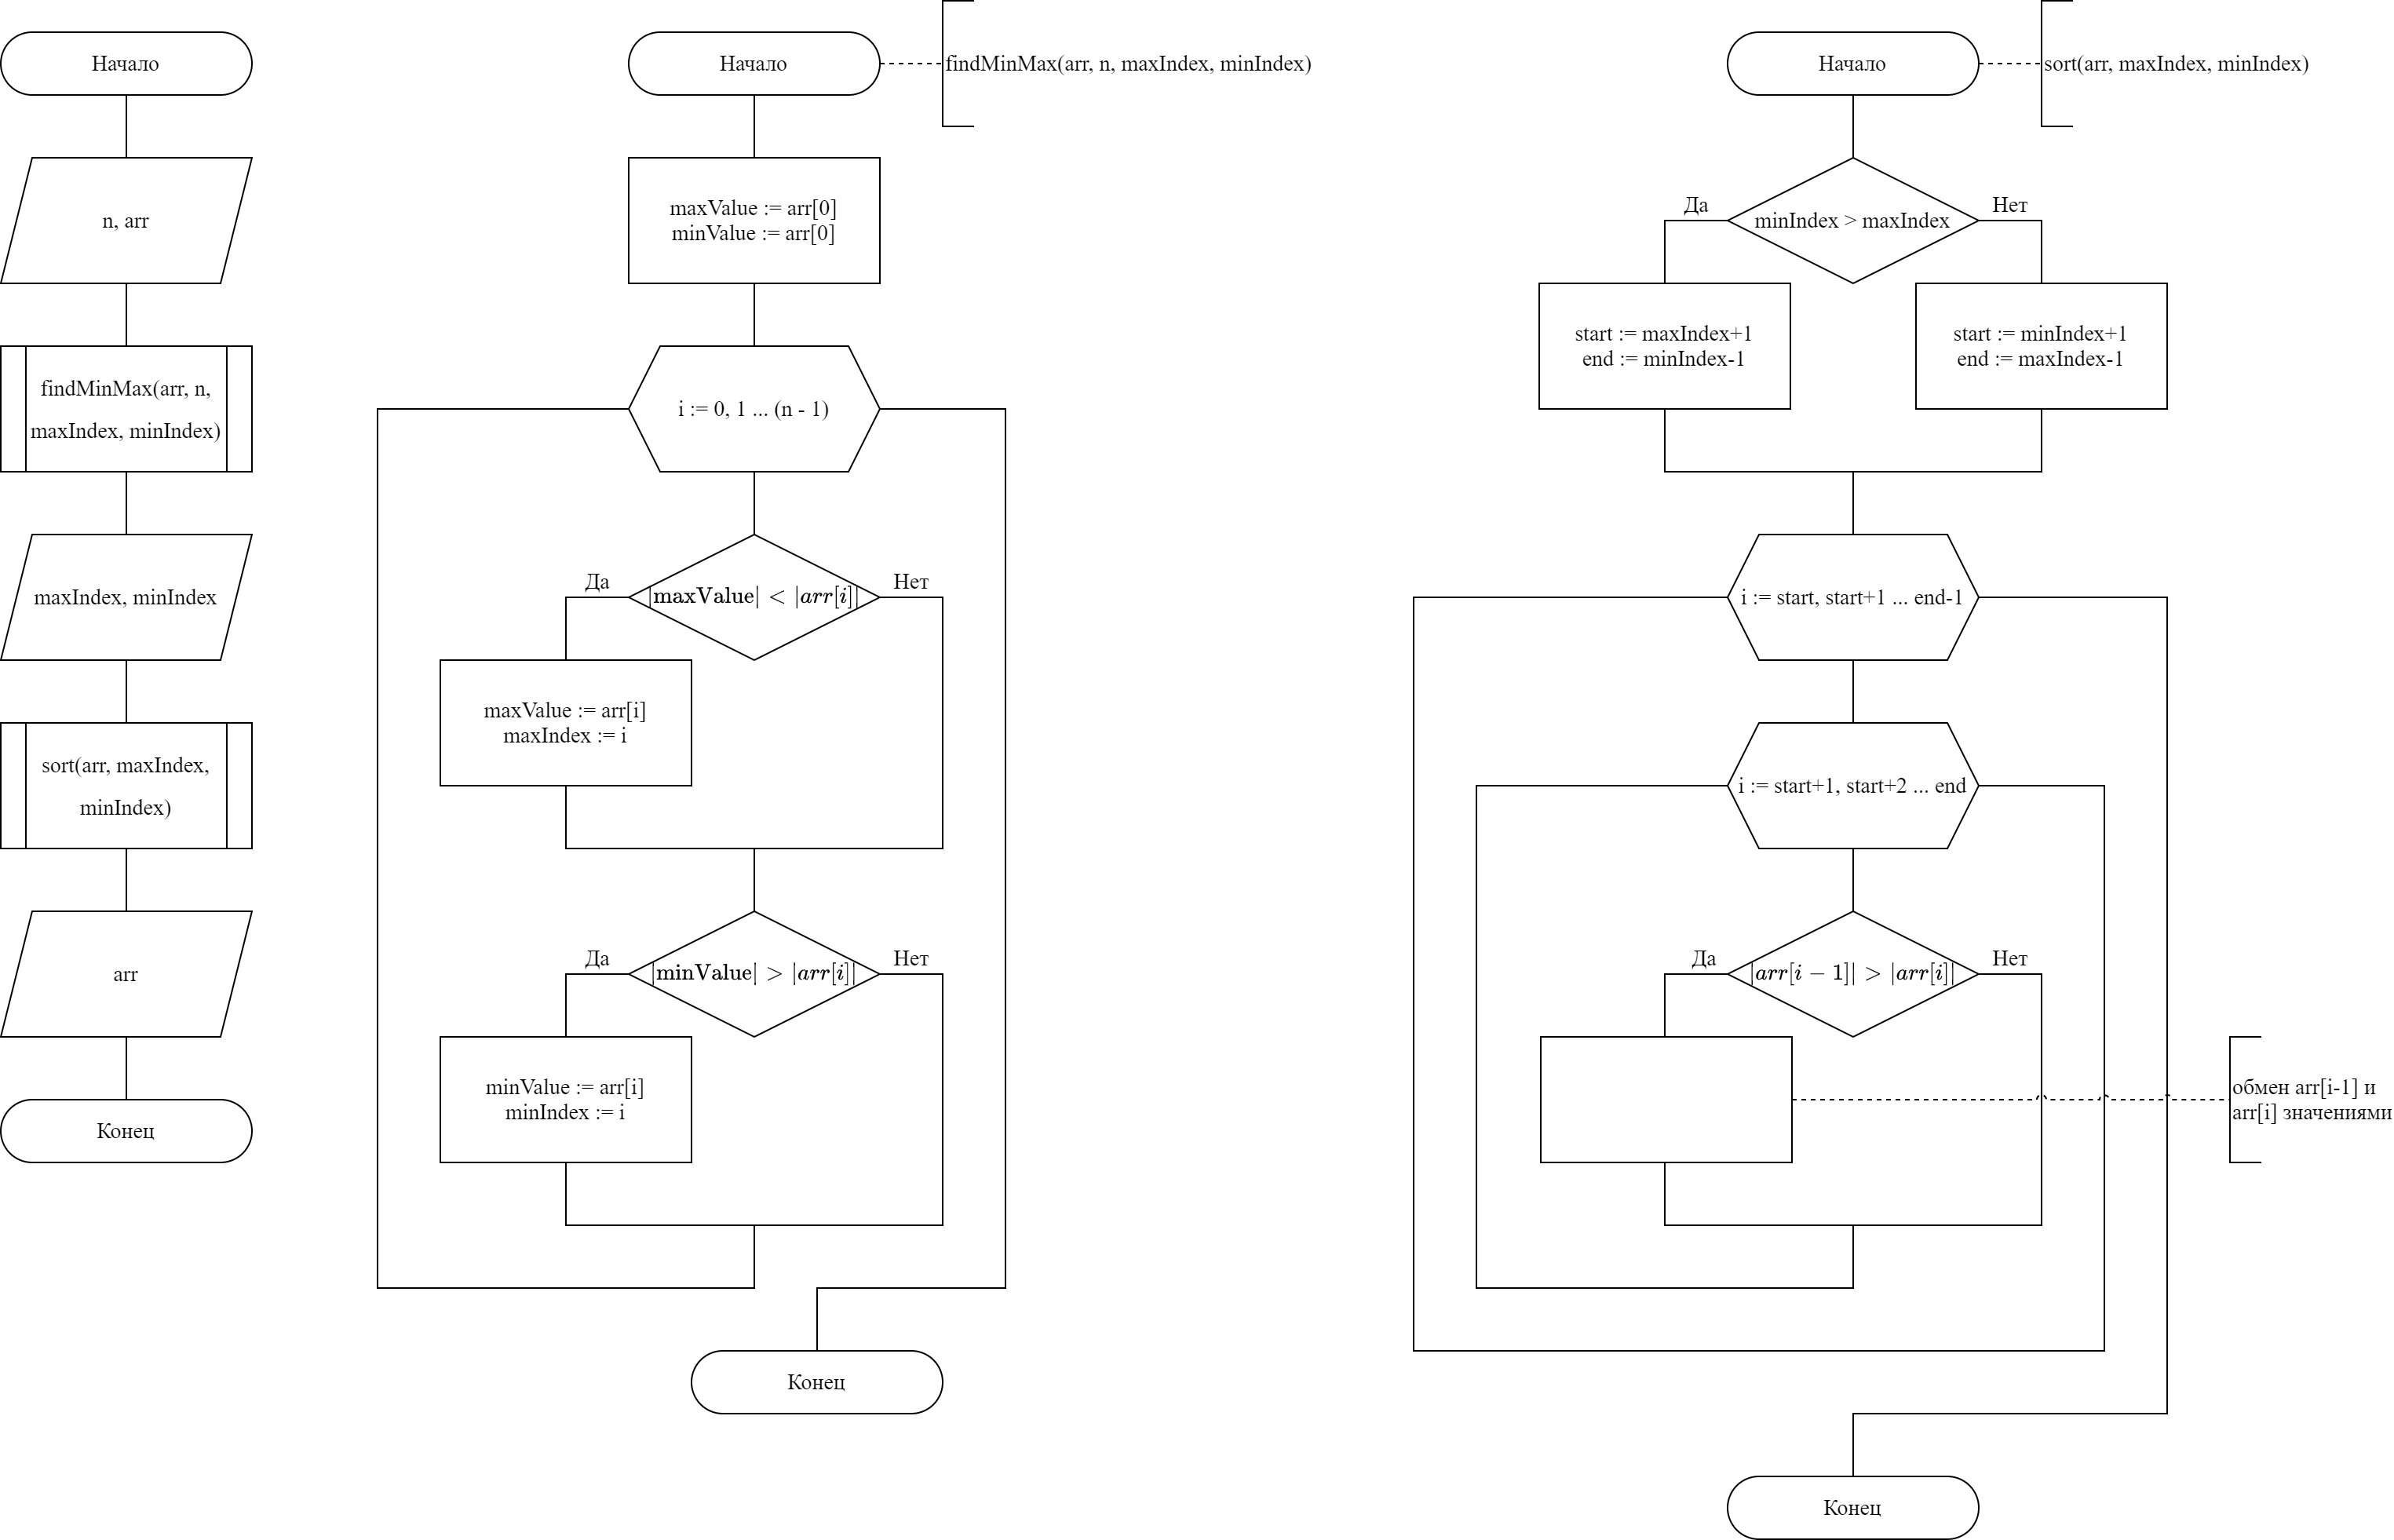 Начало
n, arr
findMinMax(arr, n,
maxIndex, minIndex)
maxIndex, minIndex
sort(arr, maxIndex,
minIndex)
arr
Конец
Начало
findMinMax(arr, n, maxIndex, minIndex)
maxValue := arr[0]
minValue := arr[0]
i := 0, 1 ... (n - 1)
Да
|maxValue| < |arr[i]|
Нет
maxValue := arr[i]
maxIndex := i
Да
|minValue| > |arr[i]|
Нет
minValue := arr[i]
minIndex := i
Конец
Начало
sort(arr, maxIndex, minIndex)
Да
minIndex > maxIndex
Нет
start := maxIndex+1
end := minIndex-1
start := minIndex+1
end := maxIndex-1
i := start, start+1 ... end-1
i := start+1, start+2 ... end
Да
|arr[i − 1]| > |arr[i]|
Нет
обмен arr[i-1] и
arr[i] значениями
Конец